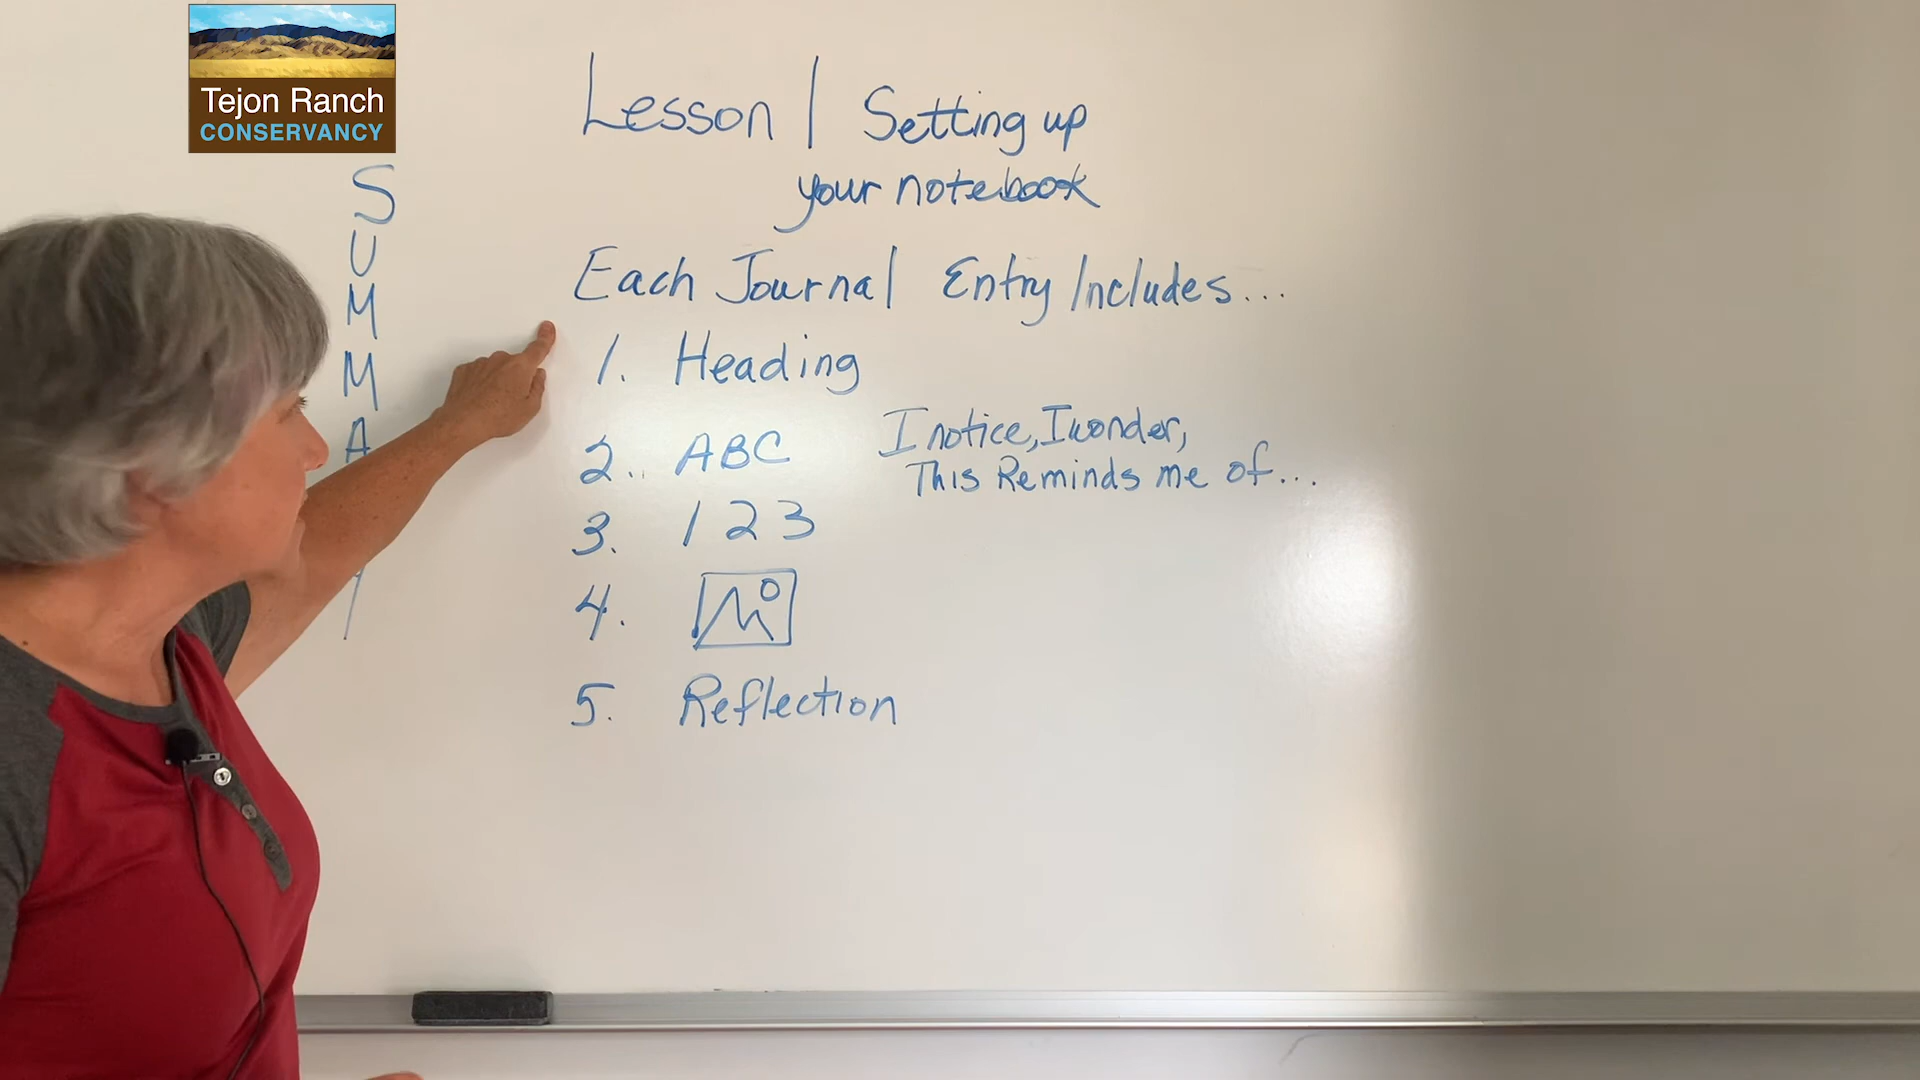 Tejon Ranch
CONSERVANCY
S
U
M
M
A
Lesson 1 Setting up
your notebook
Each Journal Entry Includes...
1. Heading
2. ABC I notice, I wonder,
This Reminds me of...
3. 1 2 3
4.
5. Reflection